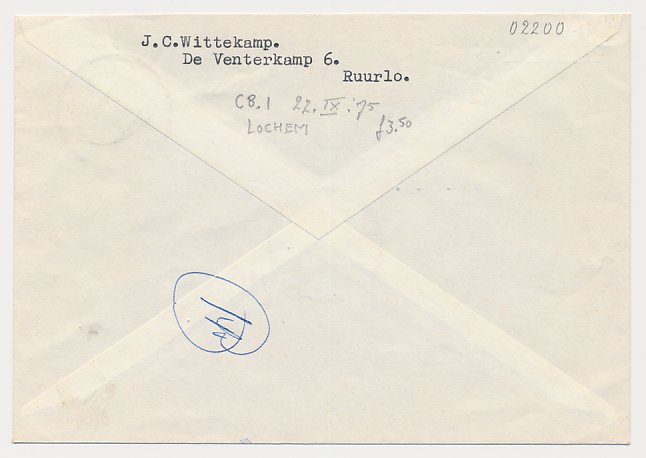 02200
J.C.Wittekamp.
De Venterkamp 6.
Ruurlo.
C8.1 22.IX.'75
LOCHEM f3.50